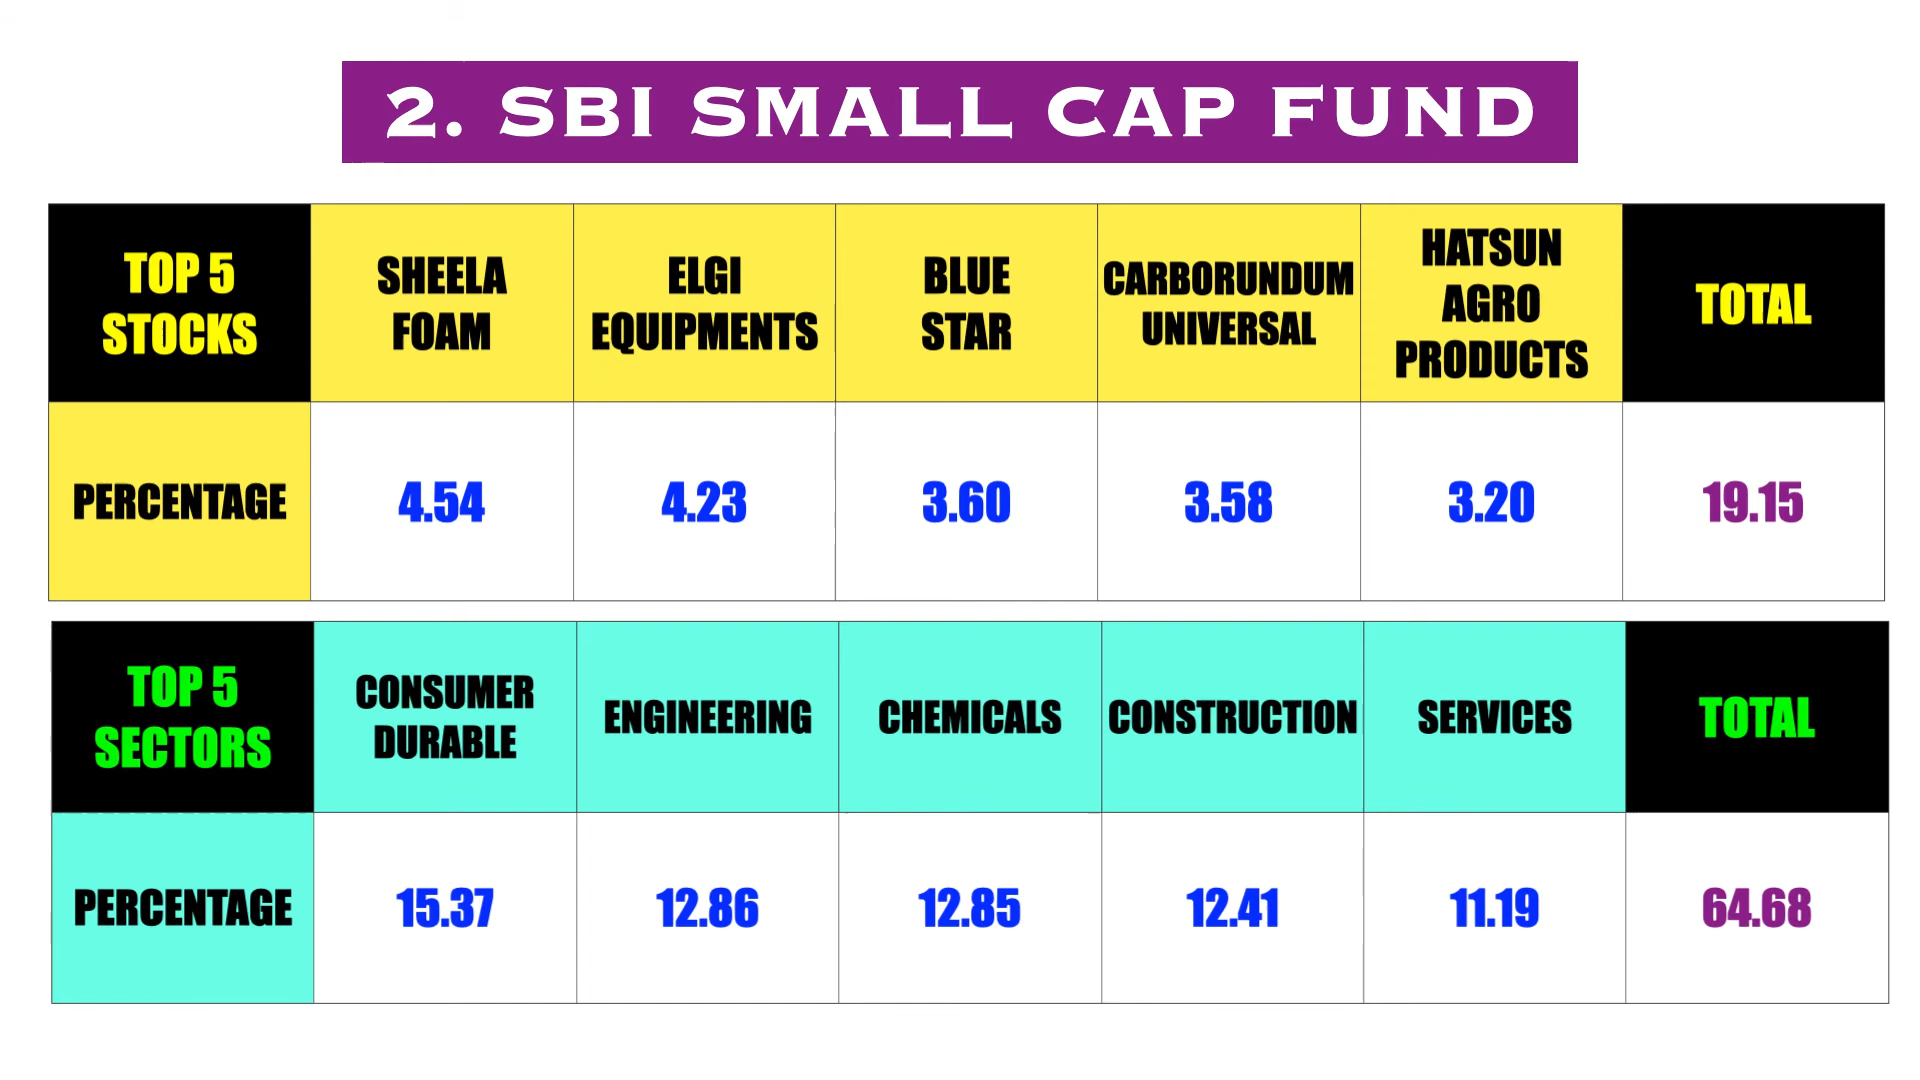 2. SBI SMALL CAP FUND
TOP 5
STOCKS
SHEELA
FOAM
ELGI
EQUIPMENTS
BLUE
STAR
CARBORUNDUM
UNIVERSAL
HATSUN
AGRO
PRODUCTS
TOTAL
PERCENTAGE
4.54
4.23
3.60
3.58
3.20
19.15
TOP 5
SECTORS
CONSUMER
DURABLE
ENGINEERING
CHEMICALS
CONSTRUCTION
SERVICES
TOTAL
PERCENTAGE
15.37
12.86
12.85
12.41
11.19
64.68